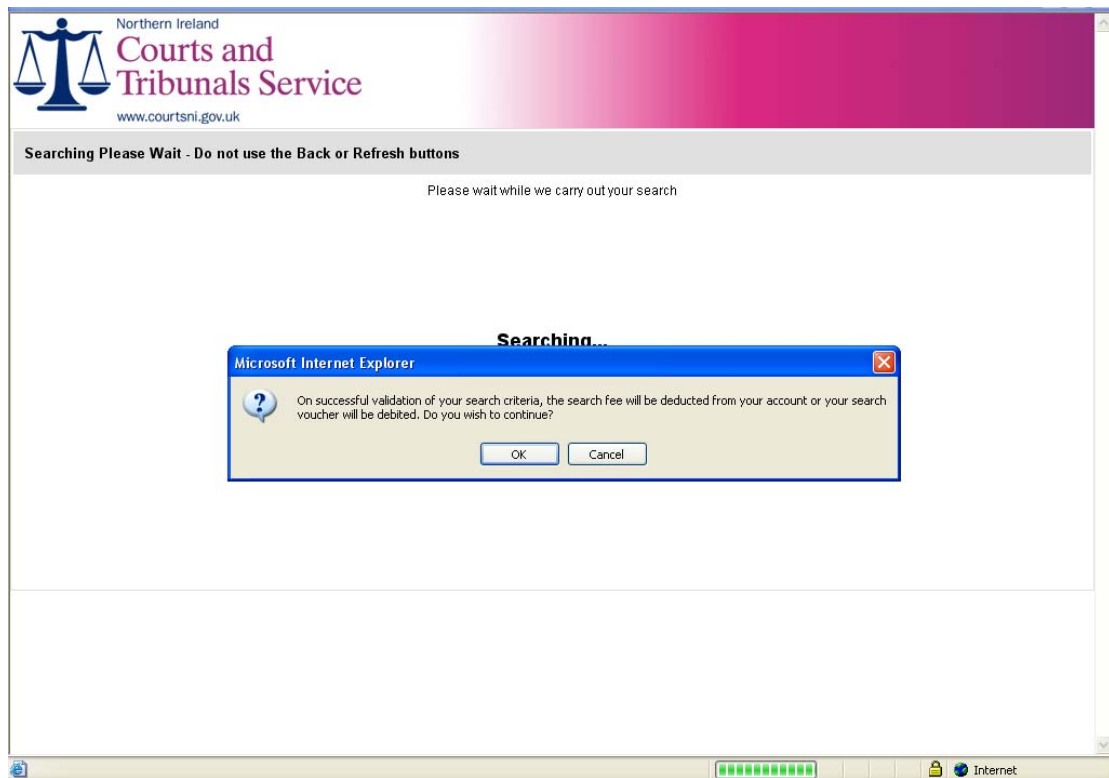 Northern Ireland
Courts and
Tribunals Service
www.courtsni.gov.uk
Searching Please Wait - Do not use the Back or Refresh buttons
Please wait while we carry out your search
Searching...
Microsoft Internet Explorer
On successful validation of your search criteria, the search fee will be deducted from your account or your search
voucher will be debited. Do you wish to continue?
OK Cancel
Internet